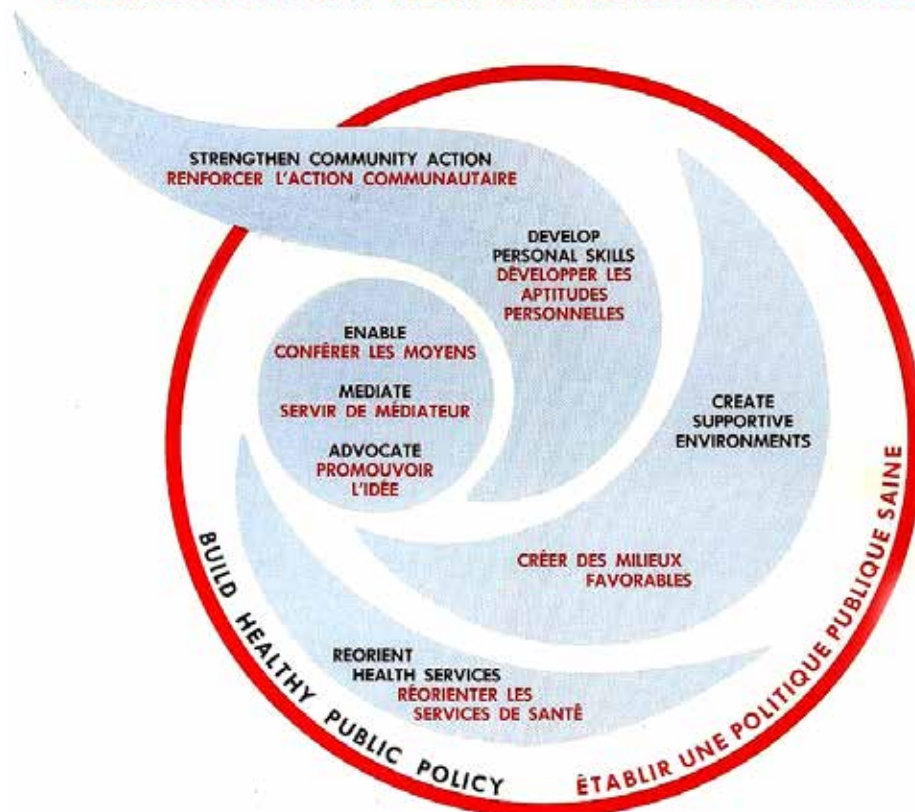 STRENGTHEN COMMUNITY ACTION
RENFORCER L'ACTION COMMUNAUTAIRE
DEVELOP
PERSONAL SKILLS
DÉVELOPPER LES
APTITUDES
PERSONNELLES
ENABLE
CONFÉRER LES MOYENS
MEDIATE
SERVIR DE MÉDIATEUR
ADVOCATE
PROMOUVOIR
L'IDÉE
CREATE
SUPPORTIVE
ENVIRONMENTS
CRÉER DES MILIEUX
FAVORABLES
REORIENT
HEALTH SERVICES
RÉORIENTER LES
SERVICES DE SANTÉ
BUILD HEALTHY PUBLIC POLICY
ÉTABLIR UNE POLITIQUE PUBLIQUE SAINE